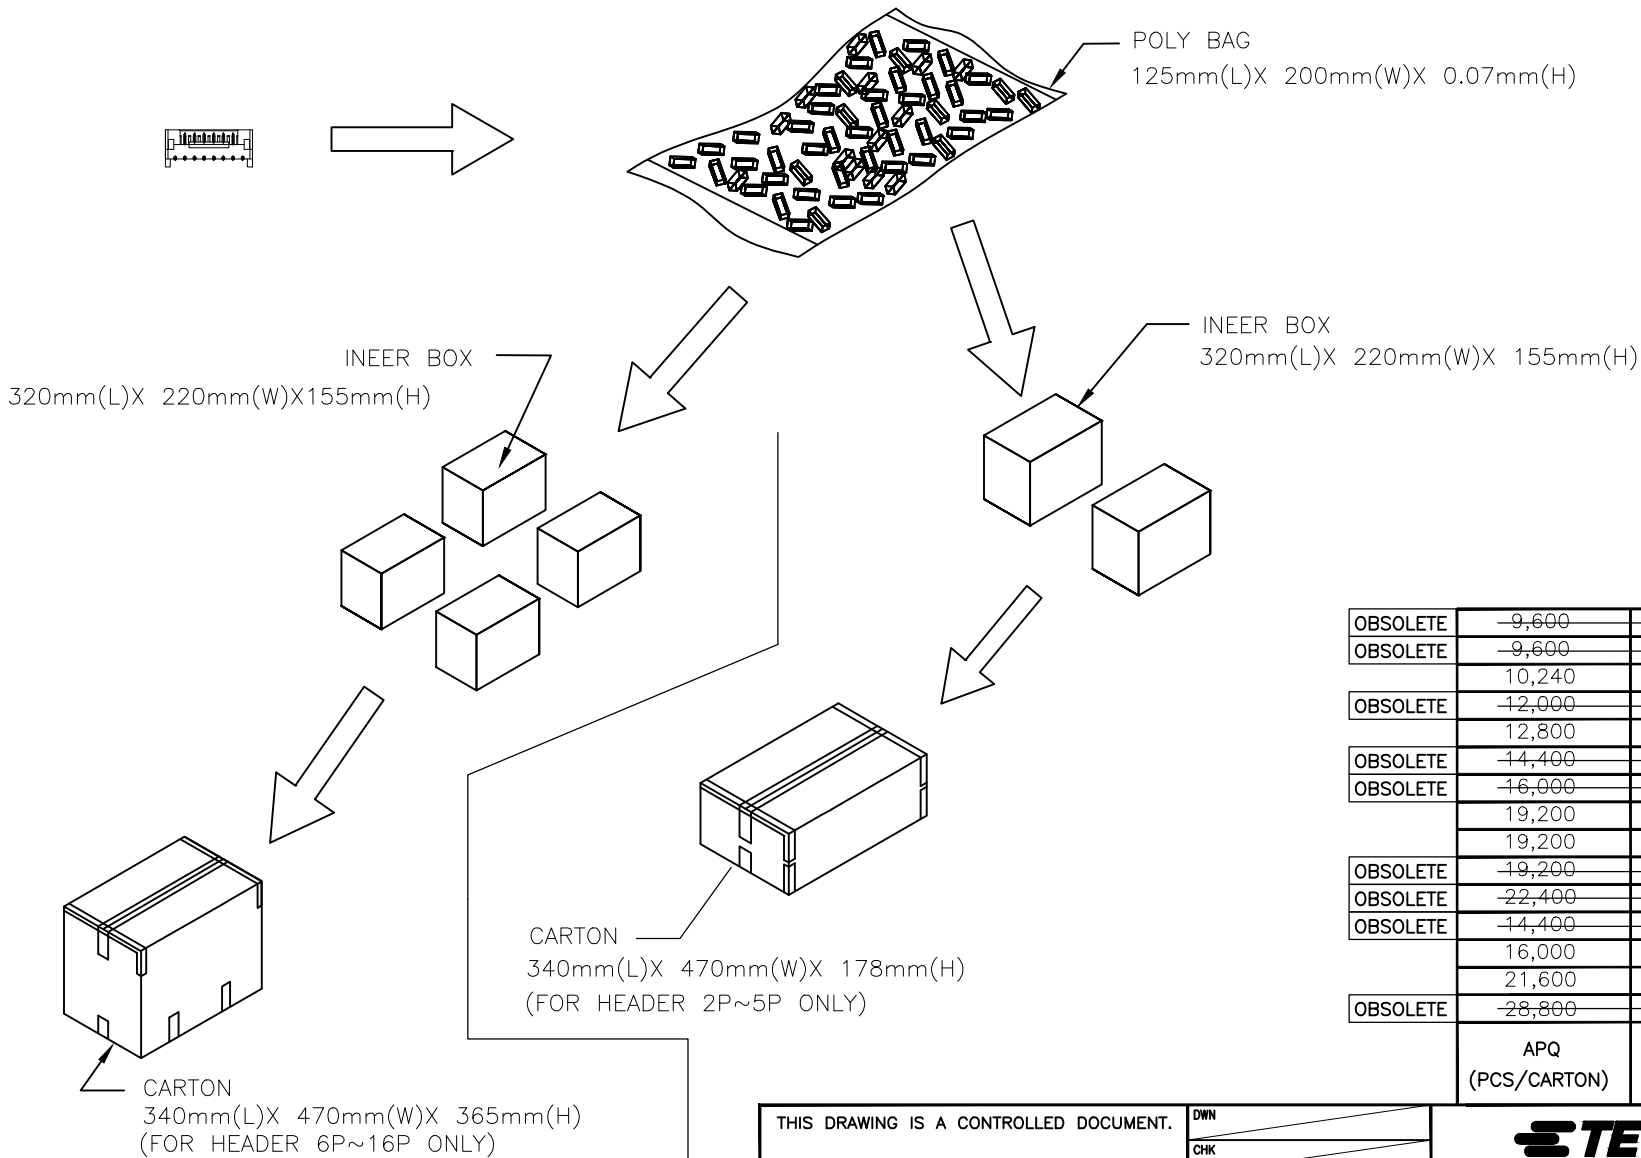 POLY BAG
125mm(L)X 200mm(W)X 0.07mm(H)
INEER BOX
320mm(L)X 220mm(W)X155mm(H)
INEER BOX
320mm(L)X 220mm(W)X 155mm(H)
CARTON
340mm(L)X 470mm(W)X 178mm(H)
(FOR HEADER 2P~5P ONLY)
CARTON
340mm(L)X 470mm(W)X 365mm(H)
(FOR HEADER 6P~16P ONLY)
OBSOLETE 9,600
OBSOLETE 9,600
10,240
OBSOLETE 12,000
12,800
OBSOLETE 14,400
OBSOLETE 16,000
19,200
19,200
OBSOLETE 19,200
OBSOLETE 22,400
OBSOLETE 14,400
16,000
21,600
OBSOLETE 28,800
APQ
(PCS/CARTON)
THIS DRAWING IS A CONTROLLED DOCUMENT.
DWN
CHK
TE